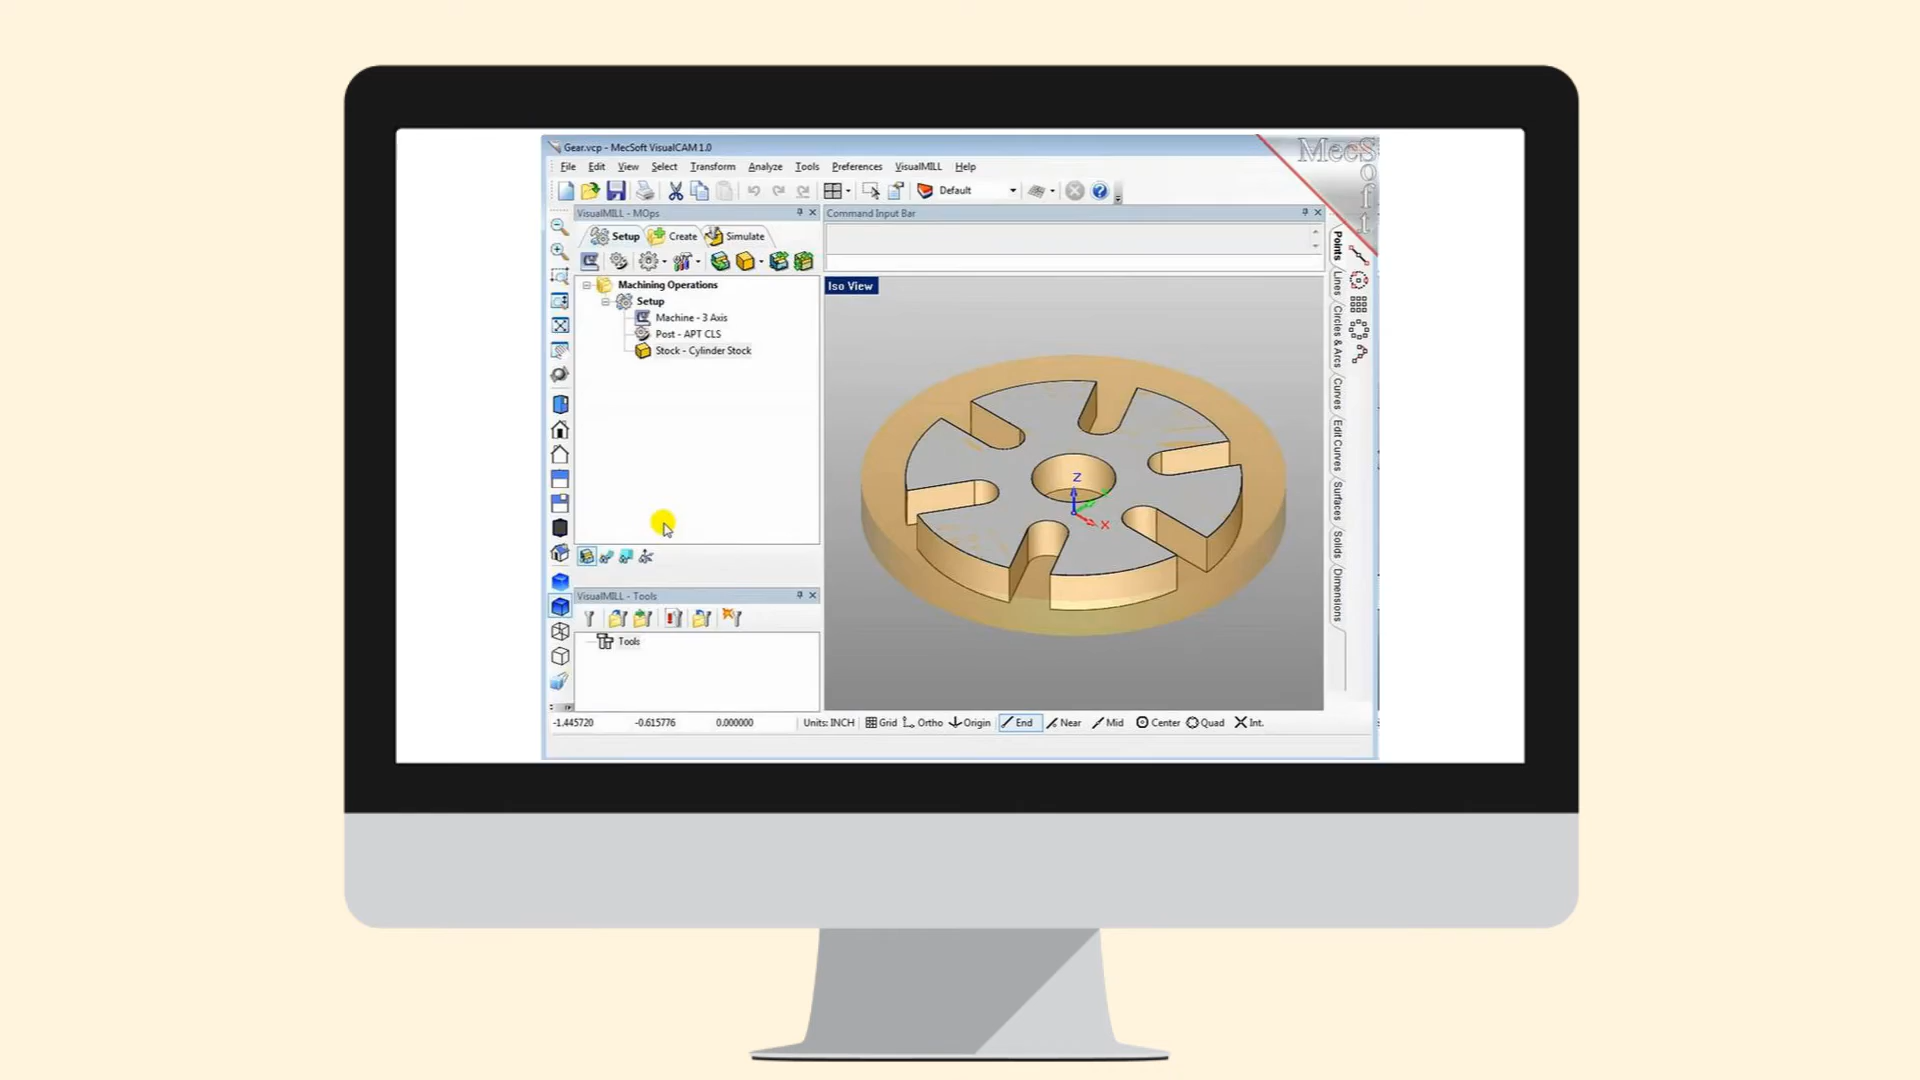 Gear.vcp - MecSoft VisualCAM 1.0
MecSoft
File Edit View Select Transform Analyze Tools Preferences VisualMILL Help
Default
VisualMILL - MOps
Command Input Bar
Setup Create Simulate
Machining Operations
Setup
Machine - 3 Axis
Post - APT CLS
Stock - Cylinder Stock
Iso View
Z
X
Points
Lines
Circles & Arcs
Curves
Edit Curves
Surfaces
Solids
Dimensions
VisualMILL - Tools
Tools
-1.445720 -0.615776 0.000000 Units: INCH Grid Ortho Origin End Near Mid Center Quad Int.